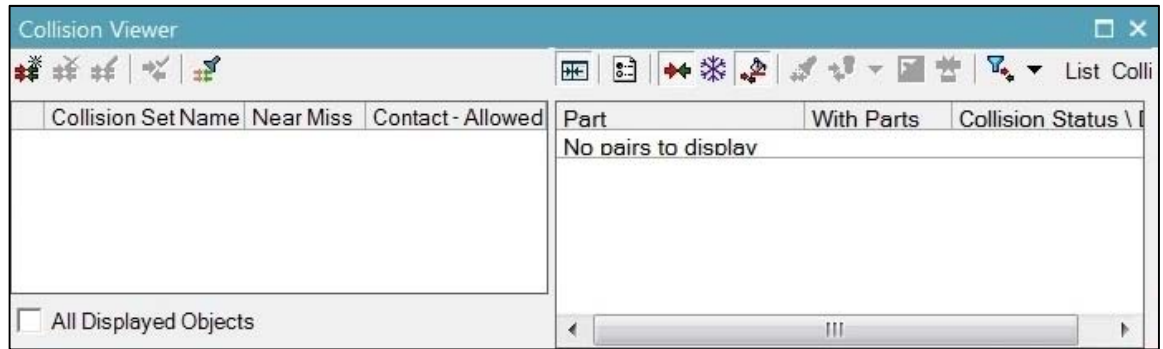 Collision Viewer
List Colli
Collision Set Name Near Miss Contact - Allowed
Part With Parts Collision Status \
No pairs to display
All Displayed Objects